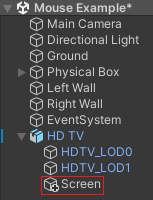 Mouse Example*
Main Camera
Directional Light
Ground
Physical Box
Left Wall
Right Wall
EventSystem
HD TV
HDTV_LOD0
HDTV_LOD1
Screen